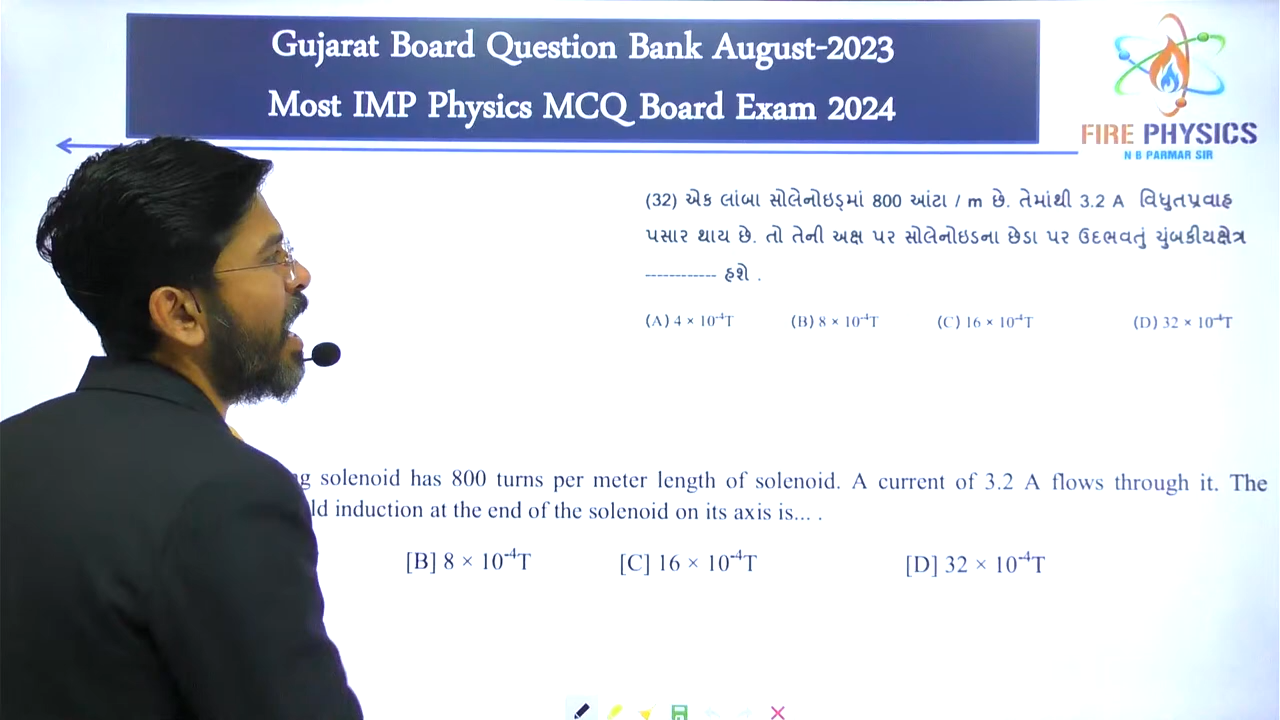 Gujarat Board Question Bank August-2023
Most IMP Physics MCQ Board Exam 2024
FIRE PHYSICS
N B PARMAR SIR
(32) એક લાંબા સોલેનોઇડ્માં 800 આંટા / m છે. તેમાંથી 3.2 A વિધુતપ્રવાહ
પસાર થાય છે. તો તેની અક્ષ પર સોલેનોઇડના છેડા પર ઉદભવતું ચુંબકીયક્ષેત્ર
------------ હશે .
(A) 4 × 10⁻⁴T (B) 8 × 10⁻⁴T (C) 16 × 10⁻⁴T (D) 32 × 10⁻⁴T
solenoid has 800 turns per meter length of solenoid. A current of 3.2 A flows through it. The
induction at the end of the solenoid on its axis is... .
[B] 8 × 10⁻⁴T [C] 16 × 10⁻⁴T [D] 32 × 10⁻⁴T